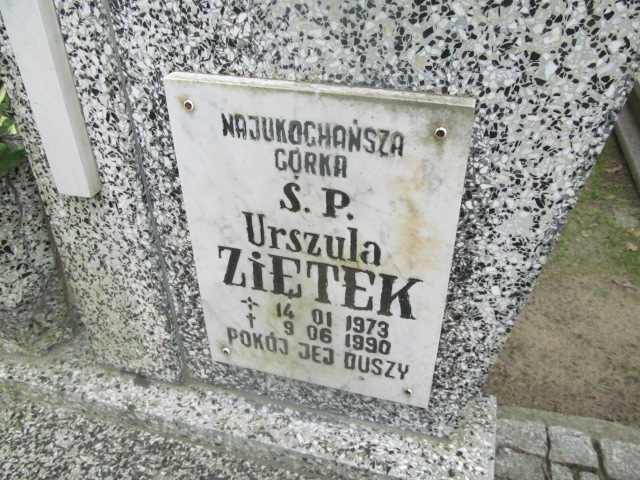 NAJUKOCHAŃSZA
CÓRKA
Ś. P.
Urszula
ZIĘTEK
14 01 1973
† 9 06 1990
POKÓJ JEJ DUSZY